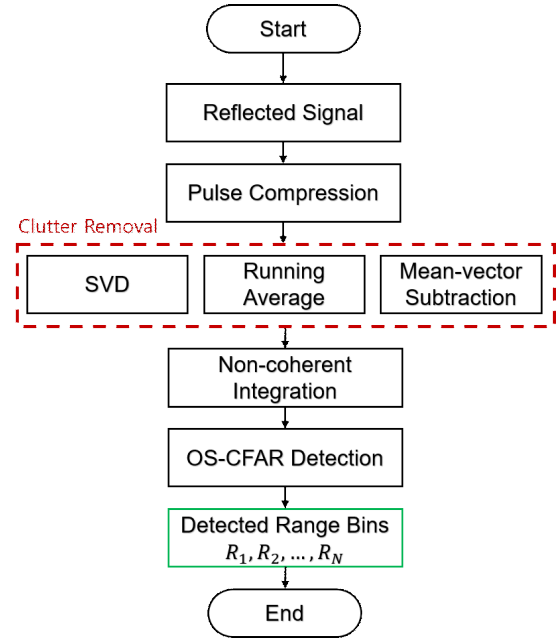 Start
Reflected Signal
Pulse Compression
Clutter Removal
SVD
Running
Average
Mean-vector
Subtraction
Non-coherent
Integration
OS-CFAR Detection
Detected Range Bins
R₁, R₂, ..., R_N
End